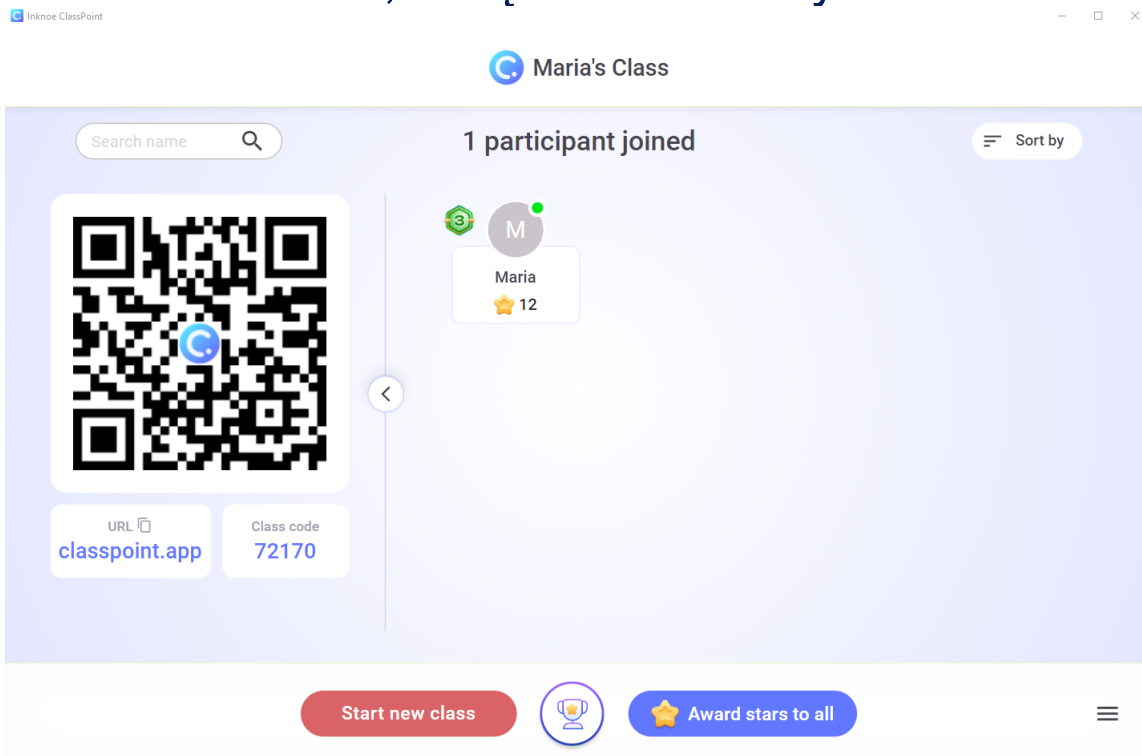 Inknoe ClassPoint
Maria's Class
Search name
1 participant joined
Sort by
3
M
Maria
12
URL
Class code
classpoint.app
72170
Start new class
Award stars to all